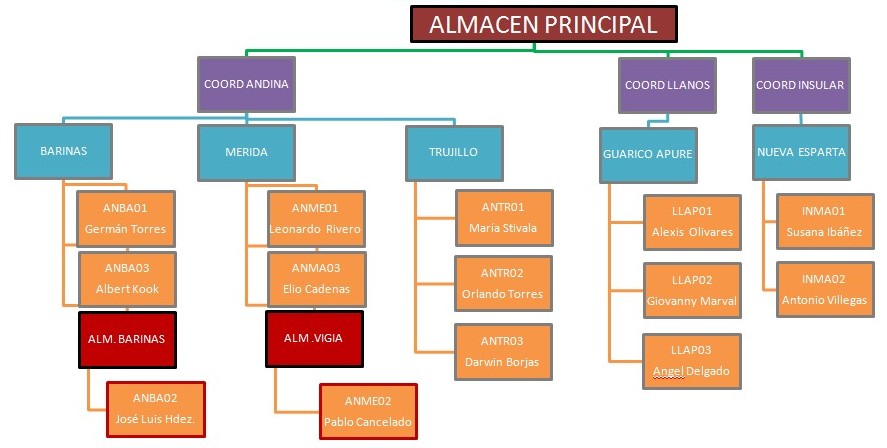 ALMACEN PRINCIPAL
COORD ANDINA
COORD LLANOS
COORD INSULAR
BARINAS
MERIDA
TRUJILLO
GUARICO APURE
NUEVA ESPARTA
ANBA01
Germán Torres
ANBA03
Albert Kook
ALM. BARINAS
ANBA02
José Luis Hdez.
ANME01
Leonardo Rivero
ANMA03
Elio Cadenas
ALM .VIGIA
ANME02
Pablo Cancelado
ANTR01
María Stivala
ANTR02
Orlando Torres
ANTR03
Darwin Borjas
LLAP01
Alexis Olivares
LLAP02
Giovanny Marval
LLAP03
Angel Delgado
INMA01
Susana Ibáñez
INMA02
Antonio Villegas